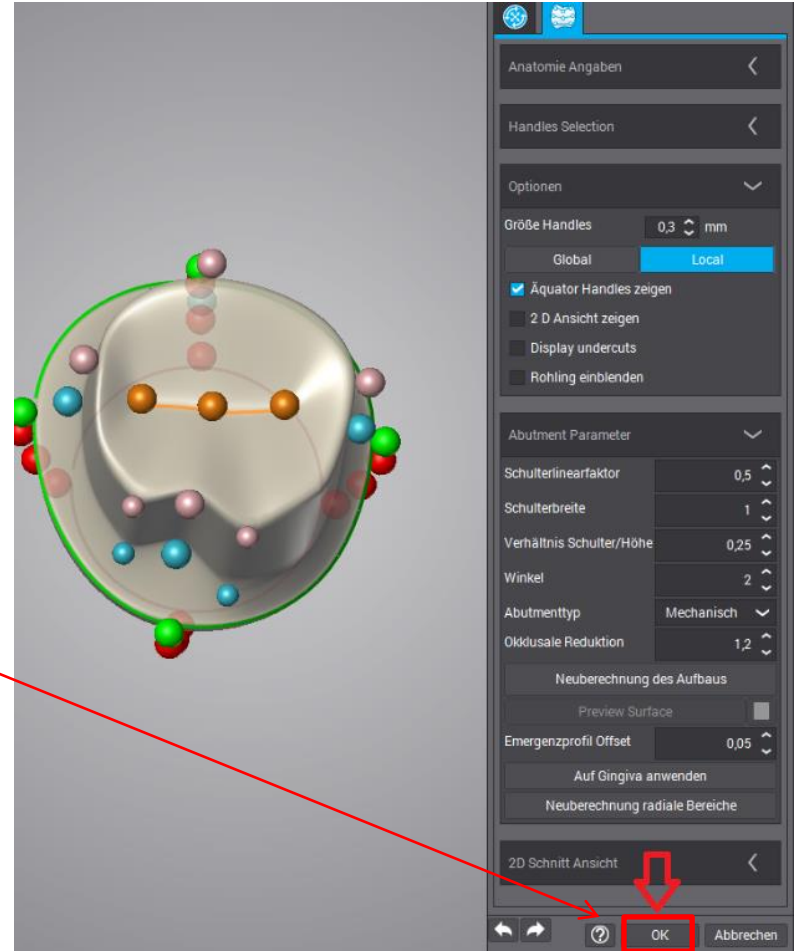 Anatomie Angaben
Handles Selection
Optionen
Größe Handles 0,3 mm
Global Local
Äquator Handles zeigen
2 D Ansicht zeigen
Display undercuts
Rohling einblenden
Abutment Parameter
Schulterlinearfaktor 0,5
Schulterbreite 1
Verhältnis Schulter/Höhe 0,25
Winkel 2
Abutmenttyp Mechanisch
Okklusale Reduktion 1,2
Neuberechnung des Aufbaus
Preview Surface
Emergenzprofil Offset 0,05
Auf Gingiva anwenden
Neuberechnung radiale Bereiche
2D Schnitt Ansicht
? OK Abbrechen